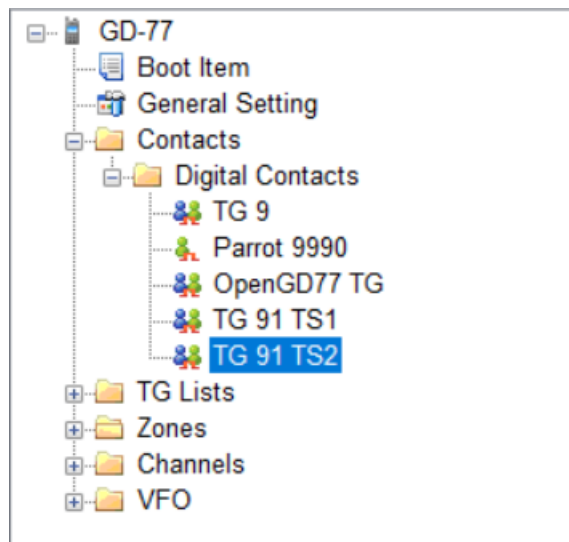 GD-77
Boot Item
General Setting
Contacts
Digital Contacts
TG 9
Parrot 9990
OpenGD77 TG
TG 91 TS1
TG 91 TS2
TG Lists
Zones
Channels
VFO